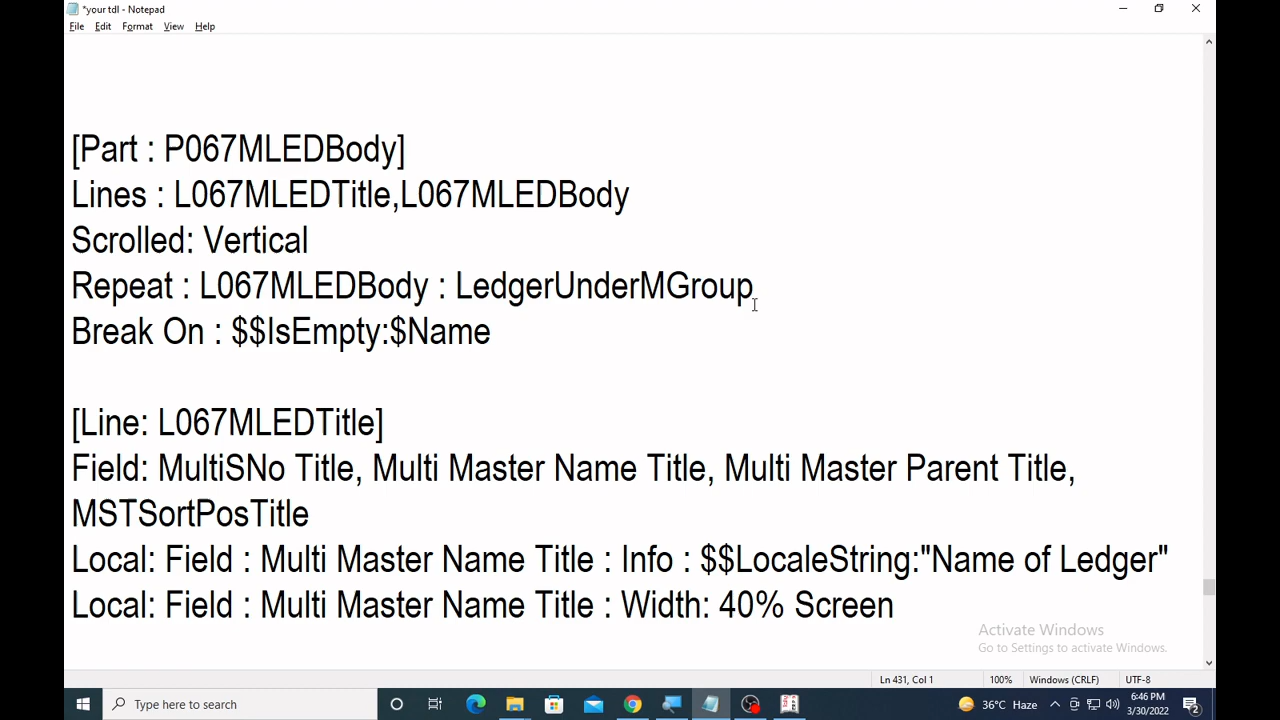 *your tdl - Notepad
File Edit Format View Help
[Part : P067MLEDBody]
Lines : L067MLEDTitle,L067MLEDBody
Scrolled: Vertical
Repeat : L067MLEDBody : LedgerUnderMGroup
Break On : $$IsEmpty:$Name
[Line: L067MLEDTitle]
Field: MultiSNo Title, Multi Master Name Title, Multi Master Parent Title,
MSTSortPosTitle
Local: Field : Multi Master Name Title : Info : $$LocaleString:"Name of Ledger"
Local: Field : Multi Master Name Title : Width: 40% Screen
Activate Windows
Go to Settings to activate Windows.
Ln 431, Col 1 100% Windows (CRLF) UTF-8
Type here to search 36°C Haze 6:46 PM
3/30/2022 2